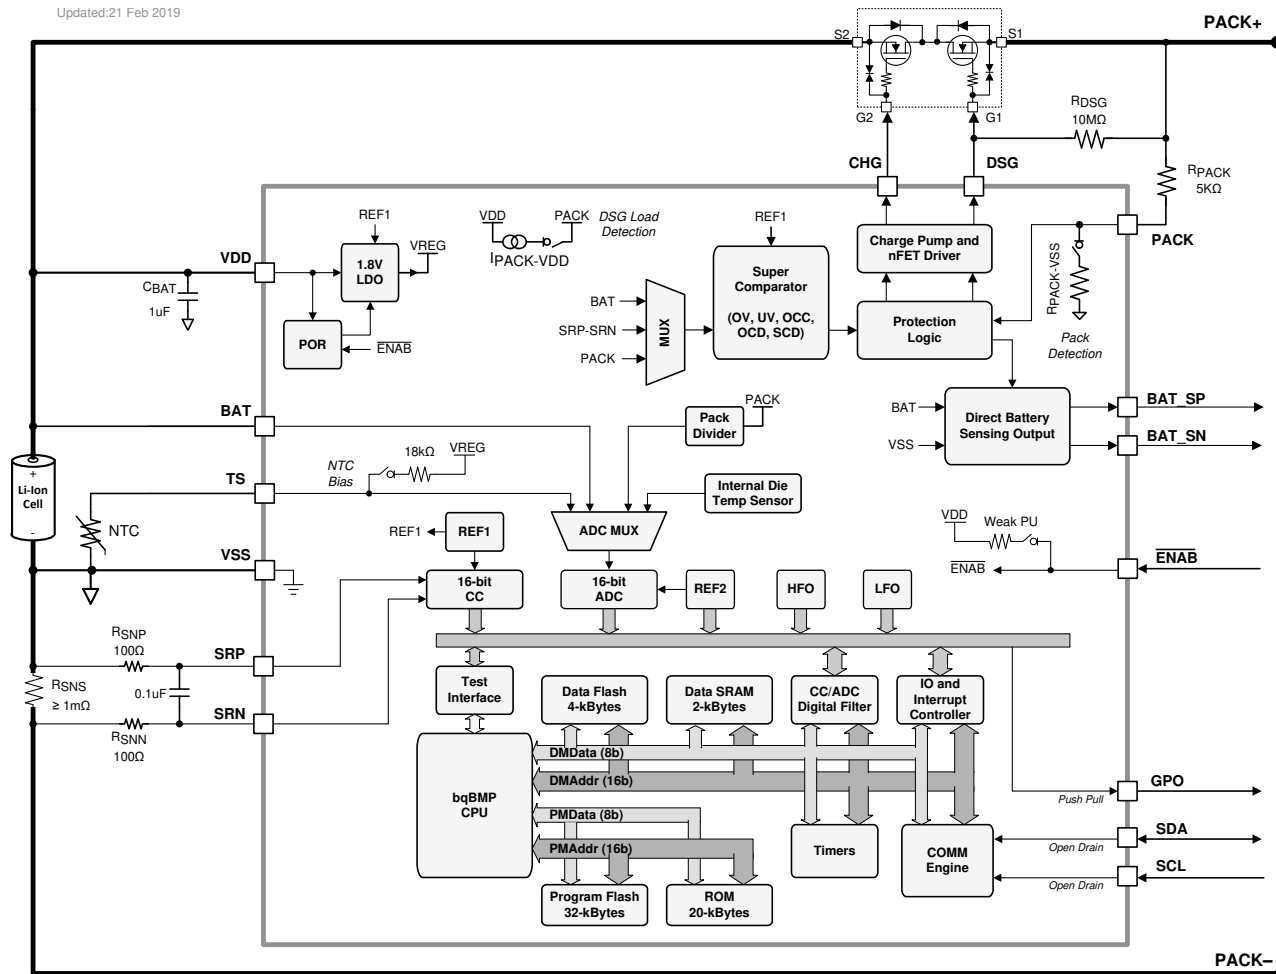 Updated:21 Feb 2019
PACK+
S2
S1
G2
G1
RDSG
10MΩ
CHG
DSG
RPACK
5KΩ
REF1
VDD
PACK
DSG Load
Detection
REF1
PACK
VREG
1.8V
LDO
IPACK-VDD
Charge Pump and
nFET Driver
VDD
CBAT
1uF
Super
Comparator
(OV, UV, OCC,
OCD, SCD)
RPACK-VSS
BAT
SRP-SRN
PACK
MUX
Protection
Logic
POR
ENAB
Pack
Detection
BAT
PACK
Pack
Divider
BAT
VSS
Direct Battery
Sensing Output
BAT_SP
BAT_SN
+
Li-Ion
Cell
-
TS
NTC
Bias
18kΩ
VREG
Internal Die
Temp Sensor
NTC
REF1
REF1
ADC MUX
VDD
Weak PU
VSS
ENAB
ENAB
16-bit
CC
16-bit
ADC
REF2
HFO
LFO
RSNP
100Ω
SRP
RSNS
≥ 1mΩ
0.1uF
SRN
RSNN
100Ω
Test
Interface
Data Flash
4-kBytes
Data SRAM
2-kBytes
CC/ADC
Digital Filter
IO and
Interrupt
Controller
bqBMP
CPU
DMData (8b)
DMAddr (16b)
PMData (8b)
PMAddr (16b)
Push Pull
GPO
Timers
COMM
Engine
Open Drain
SDA
Open Drain
SCL
Program Flash
32-kBytes
ROM
20-kBytes
PACK–